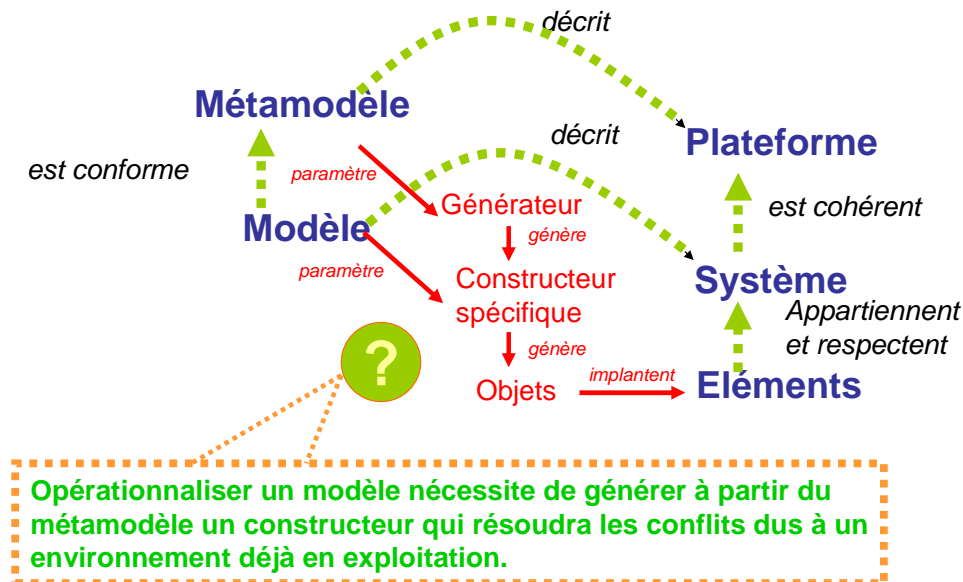 décrit
Métamodèle
décrit
Plateforme
est conforme
paramètre
Générateur
est cohérent
Modèle
génère
paramètre
Constructeur
spécifique
Système
Appartiennent
et respectent
génère
?
Objets
implantent
Eléments
Opérationnaliser un modèle nécessite de générer à partir du
métamodèle un constructeur qui résoudra les conflits dus à un
environnement déjà en exploitation.